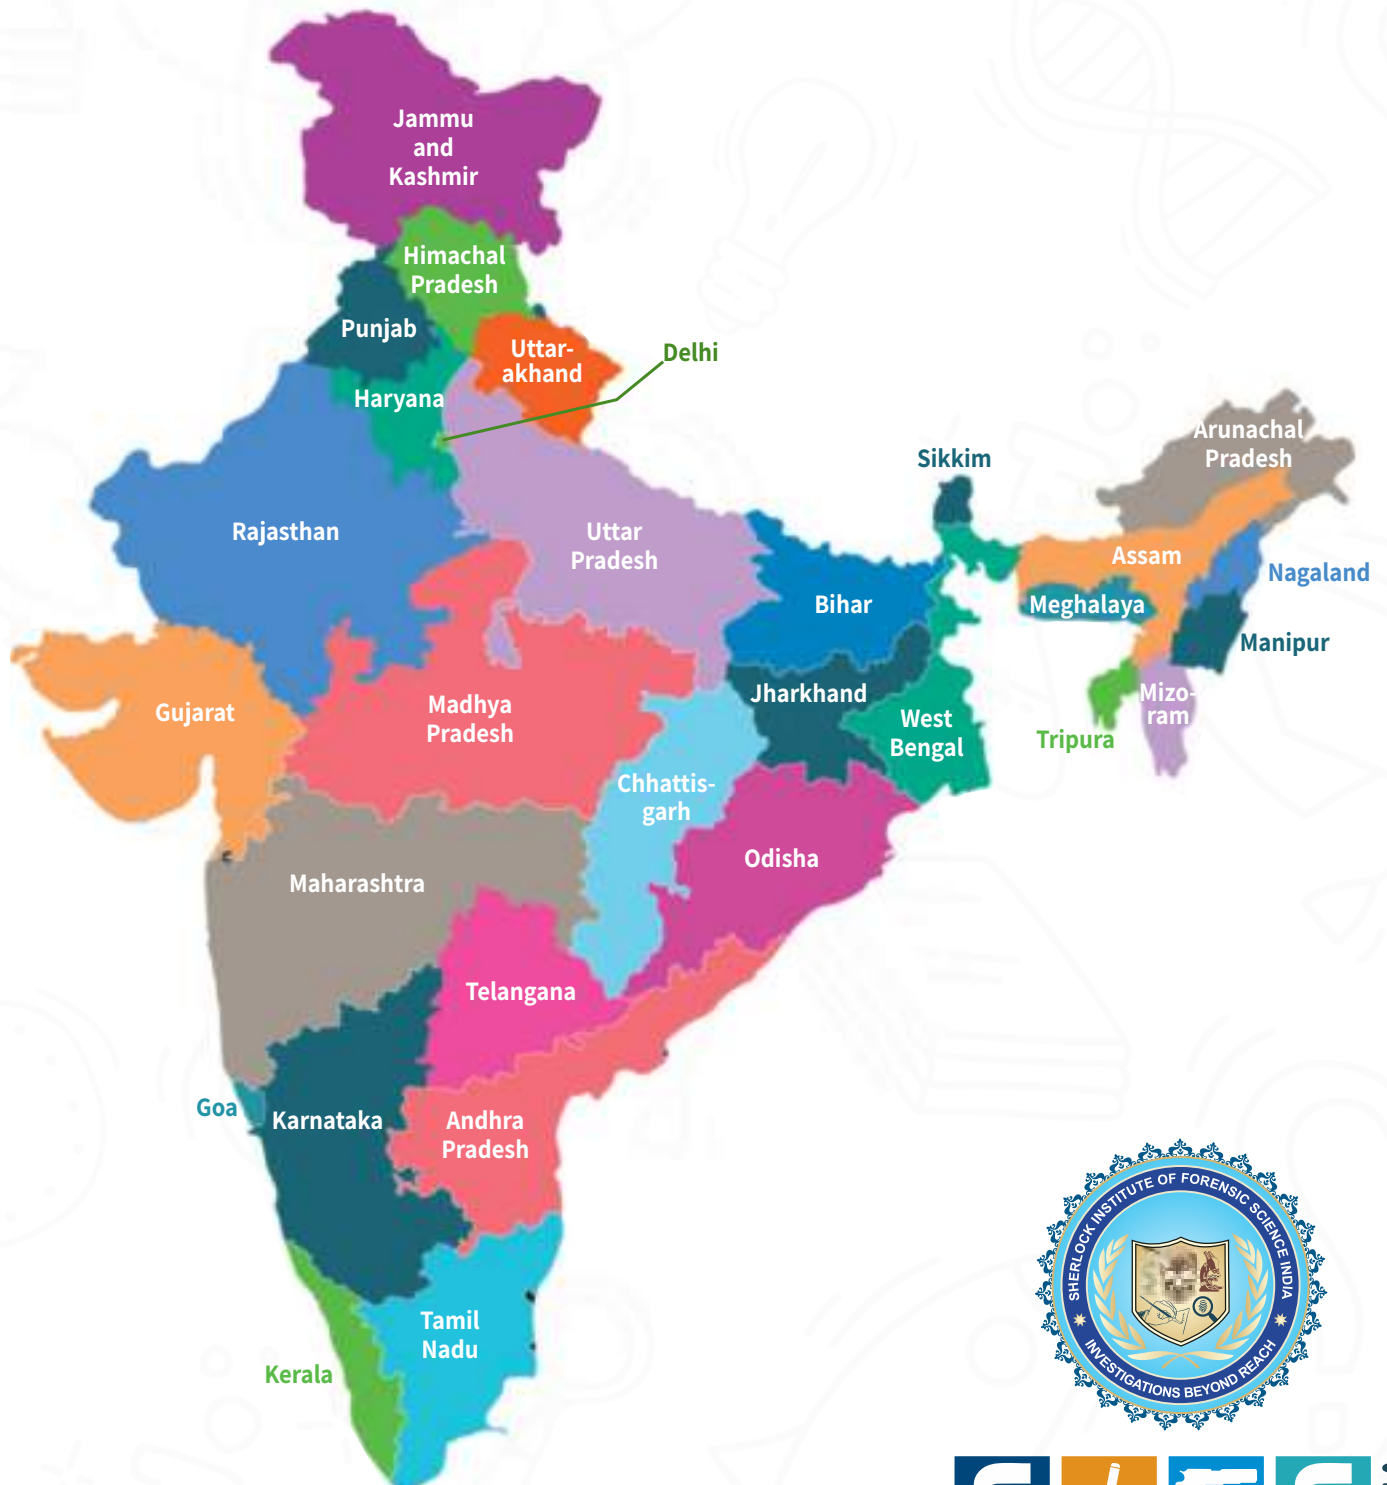 Jammu
and
Kashmir
Himachal
Pradesh
Punjab
Uttar-
akhand
Delhi
Haryana
Arunachal
Pradesh
Sikkim
Rajasthan
Uttar
Pradesh
Assam
Nagaland
Bihar
Meghalaya
Manipur
Jharkhand
Mizo-
ram
Gujarat
Madhya
Pradesh
West
Bengal
Tripura
Chhattis-
garh
Odisha
Maharashtra
Telangana
Goa
Karnataka
Andhra
Pradesh
Tamil
Nadu
Kerala
SHERLOCK INSTITUTE OF FORENSIC SCIENCE INDIA
INVESTIGATIONS BEYOND REACH